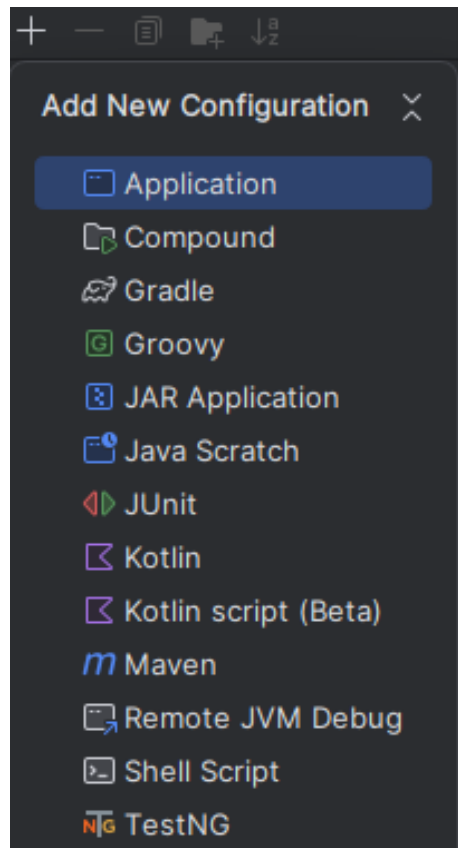 Add New Configuration
Application
Compound
Gradle
G Groovy
JAR Application
Java Scratch
JUnit
Kotlin
Kotlin script (Beta)
m Maven
Remote JVM Debug
Shell Script
NG TestNG